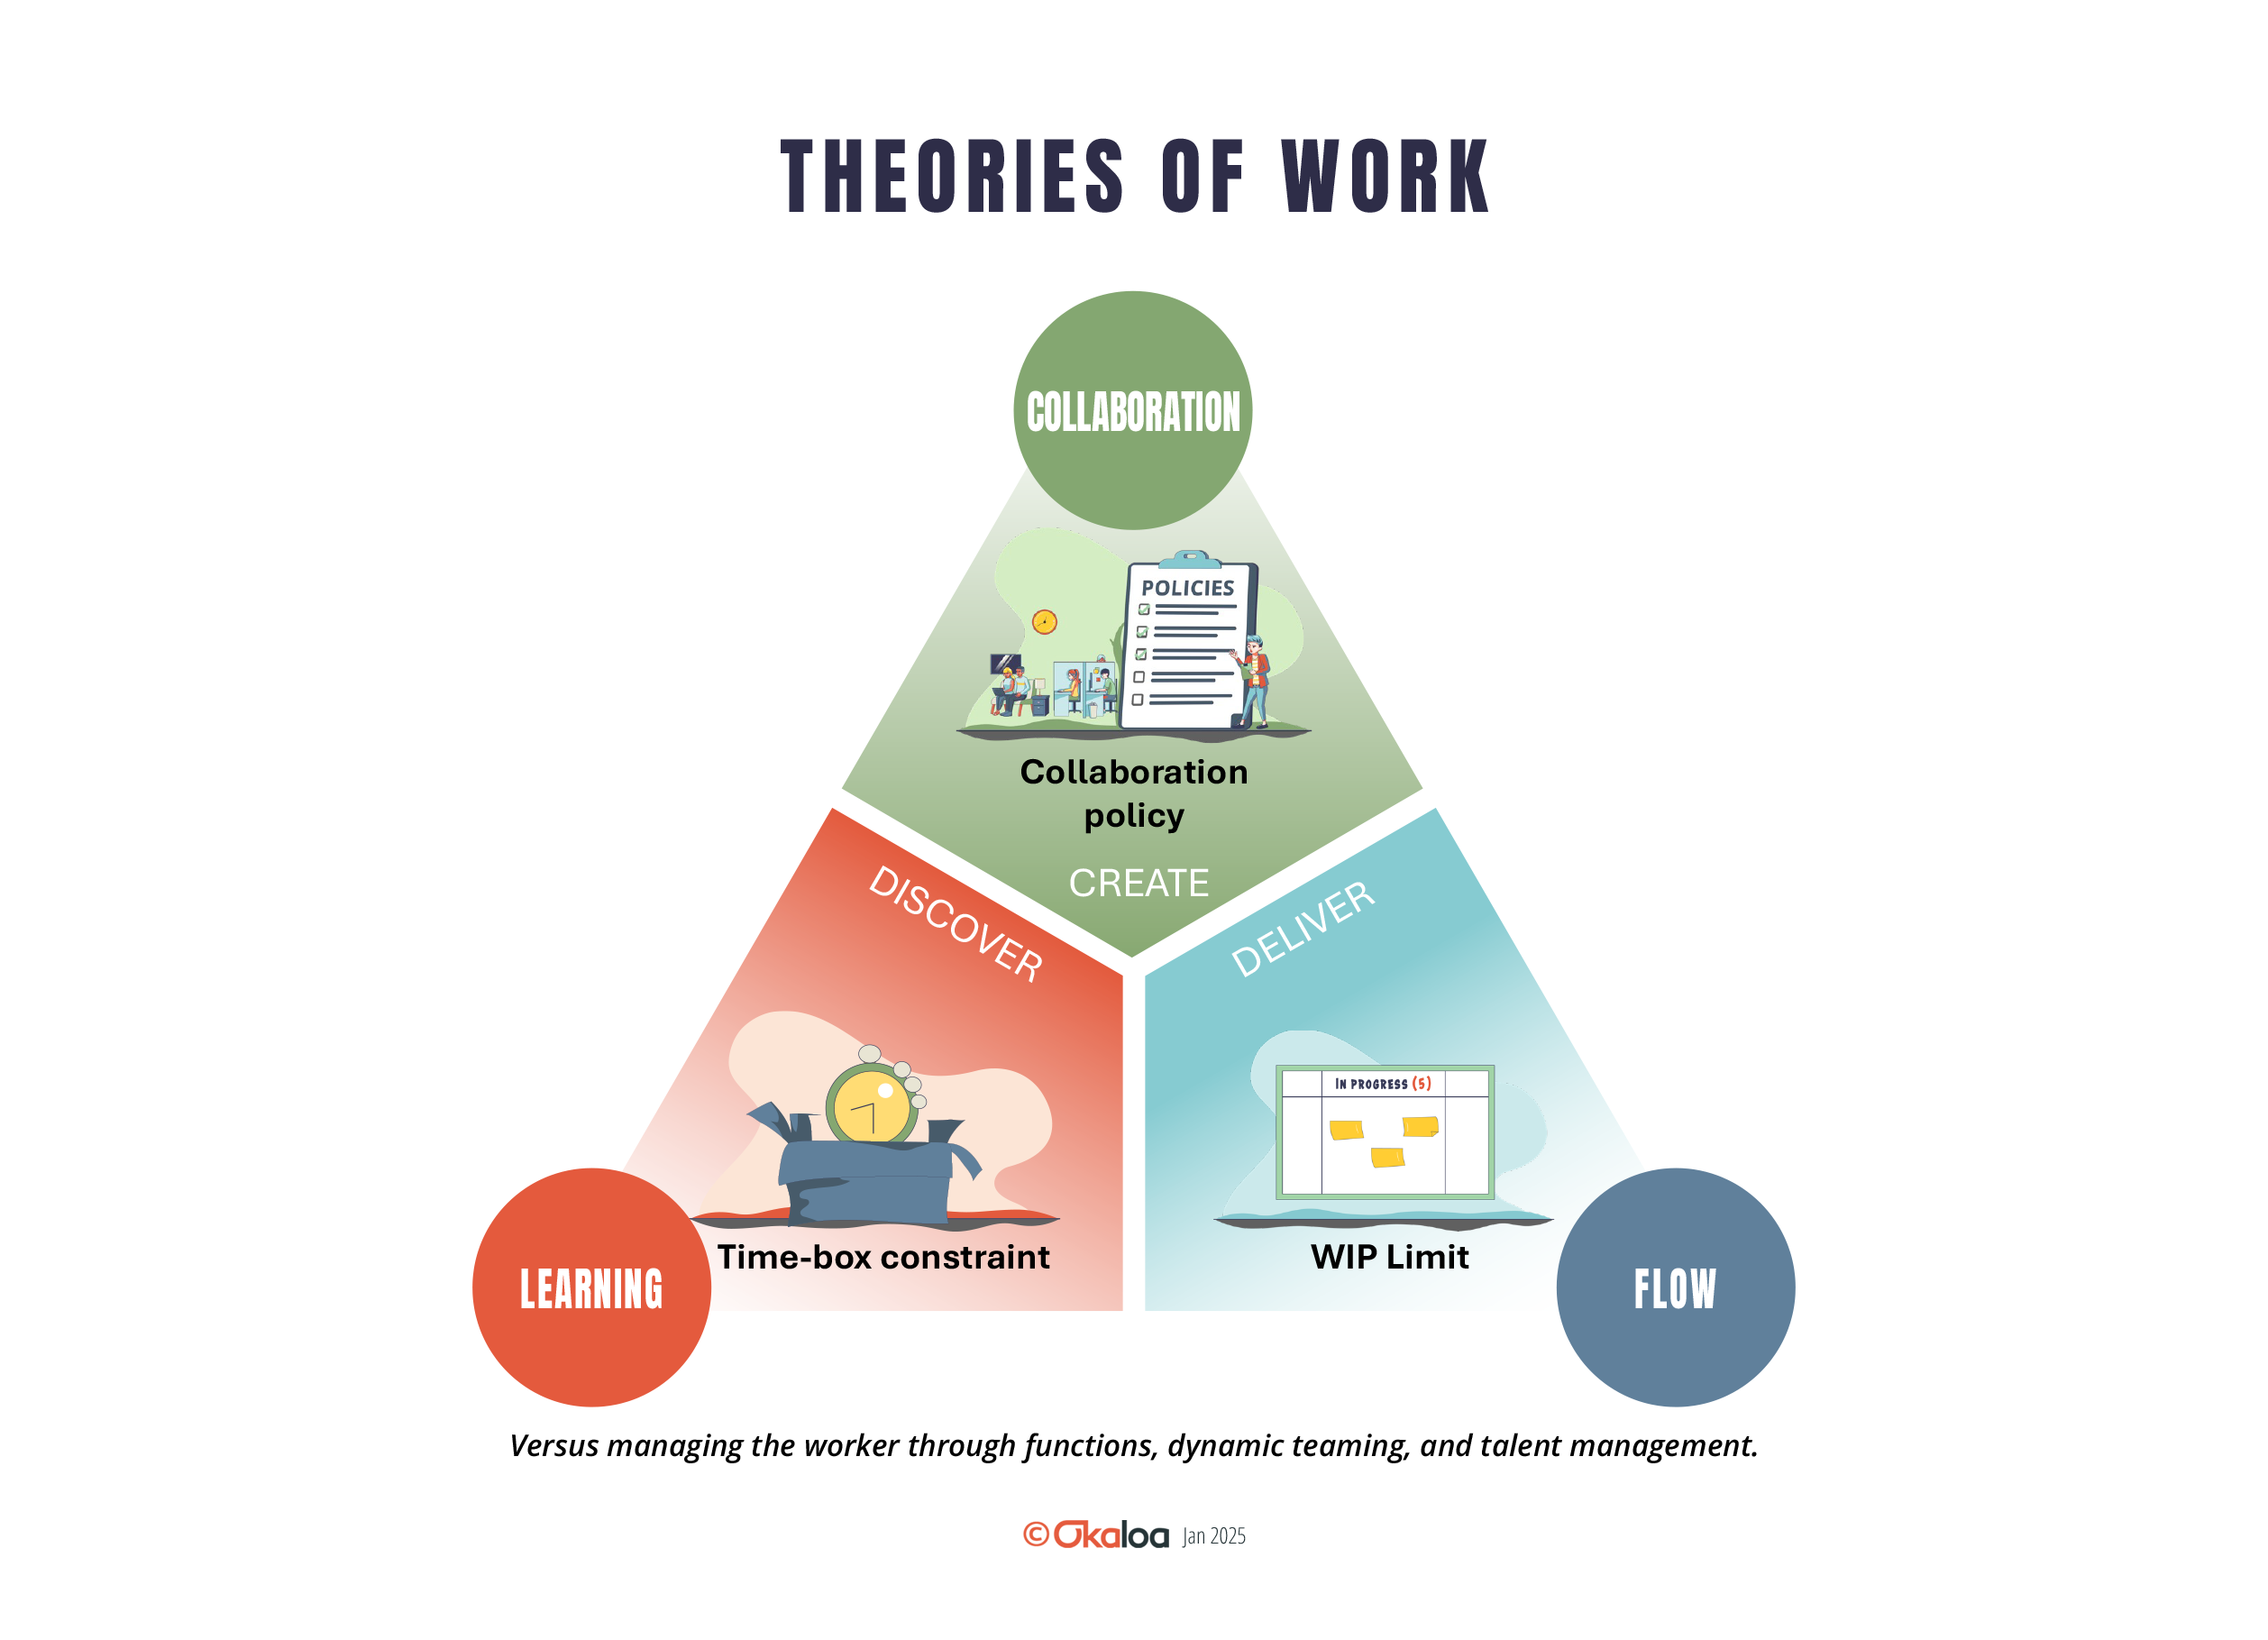 THEORIES OF WORK
COLLABORATION
POLICIES
Collaboration
policy
CREATE
DISCOVER
DELIVER
IN PROGRESS (5)
Time-box constraint
WIP Limit
LEARNING
FLOW
Versus managing the worker through functions, dynamic teaming, and talent management.
© Okaloa Jan 2025